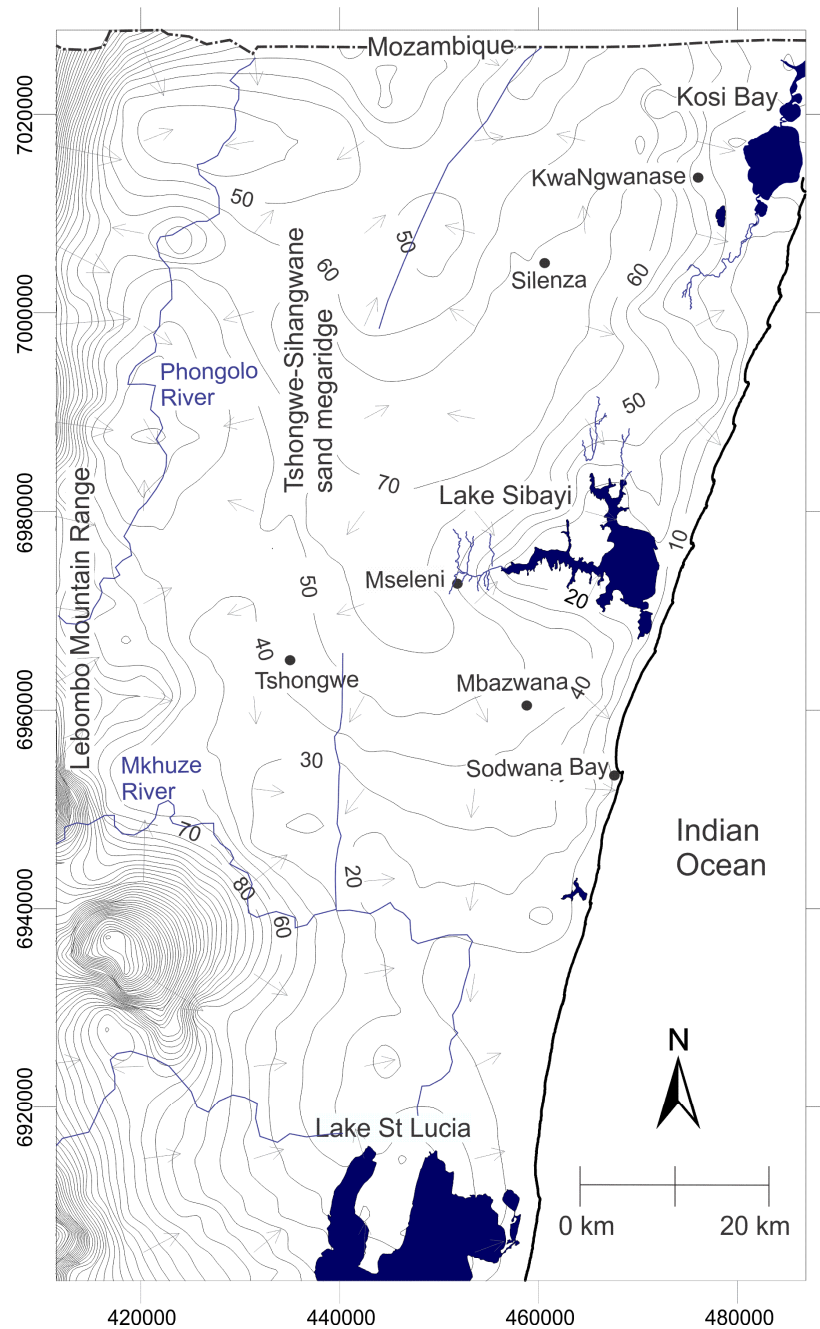 Mozambique
Kosi Bay
7020000
KwaNgwanase
50
50
60
Silenza
60
7000000
Tshongwe-Sihangwane
sand megaridge
Phongolo
River
50
70
Lake Sibayi
6980000
10
Lebombo Mountain Range
Mseleni
50
20
40
Tshongwe
Mbazwana
40
6960000
30
Sodwana Bay
Mkhuze
River
70
Indian
Ocean
80
20
60
6940000
N
6920000
Lake St Lucia
0 km
20 km
420000
440000
460000
480000